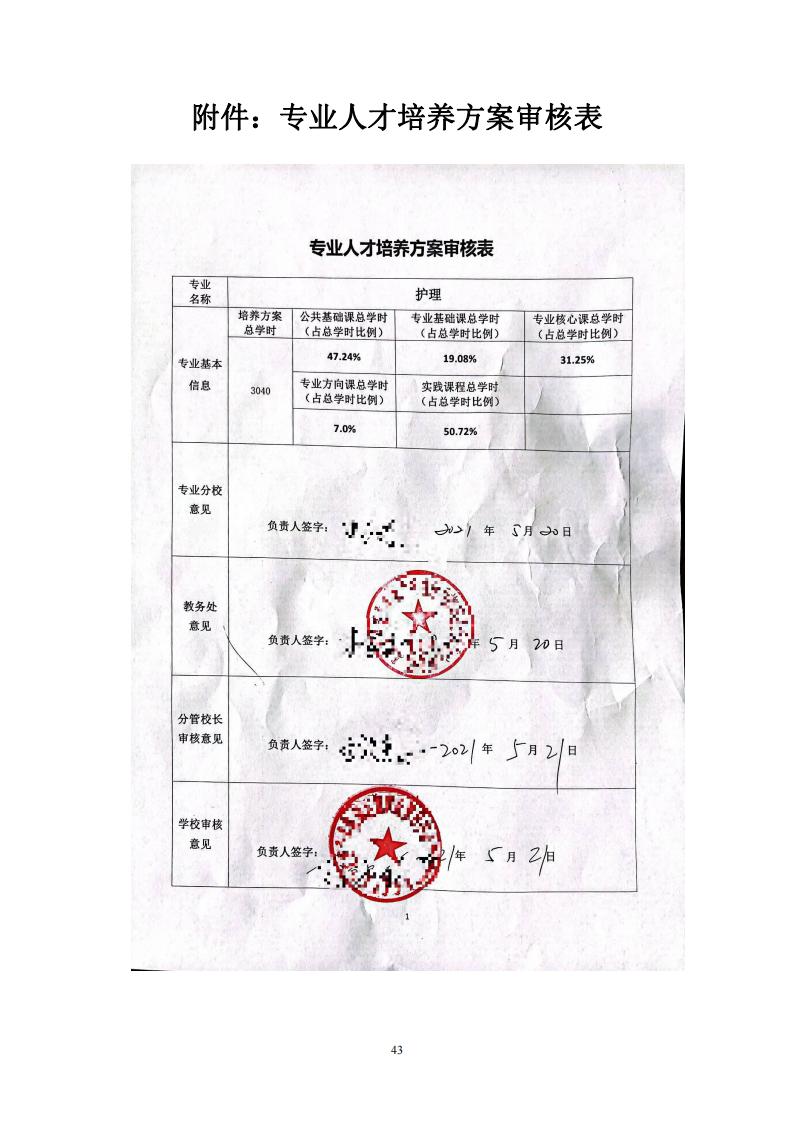 附件：专业人才培养方案审核表
专业人才培养方案审核表
专业
名称
护理
专业基本
信息
培养方案
总学时
公共基础课总学时
（占总学时比例）
专业基础课总学时
（占总学时比例）
专业核心课总学时
（占总学时比例）
3040
47.24%
19.08%
31.25%
专业方向课总学时
（占总学时比例）
实践课程总学时
（占总学时比例）
7.0%
50.72%
专业分校
意见
负责人签字： 2021 年 5月20日
教务处
意见
负责人签字： 年 5 月 20 日
分管校长
审核意见
负责人签字： 2021 年 5月21日
学校审核
意见
负责人签字： 21年 5 月 21日
1
43